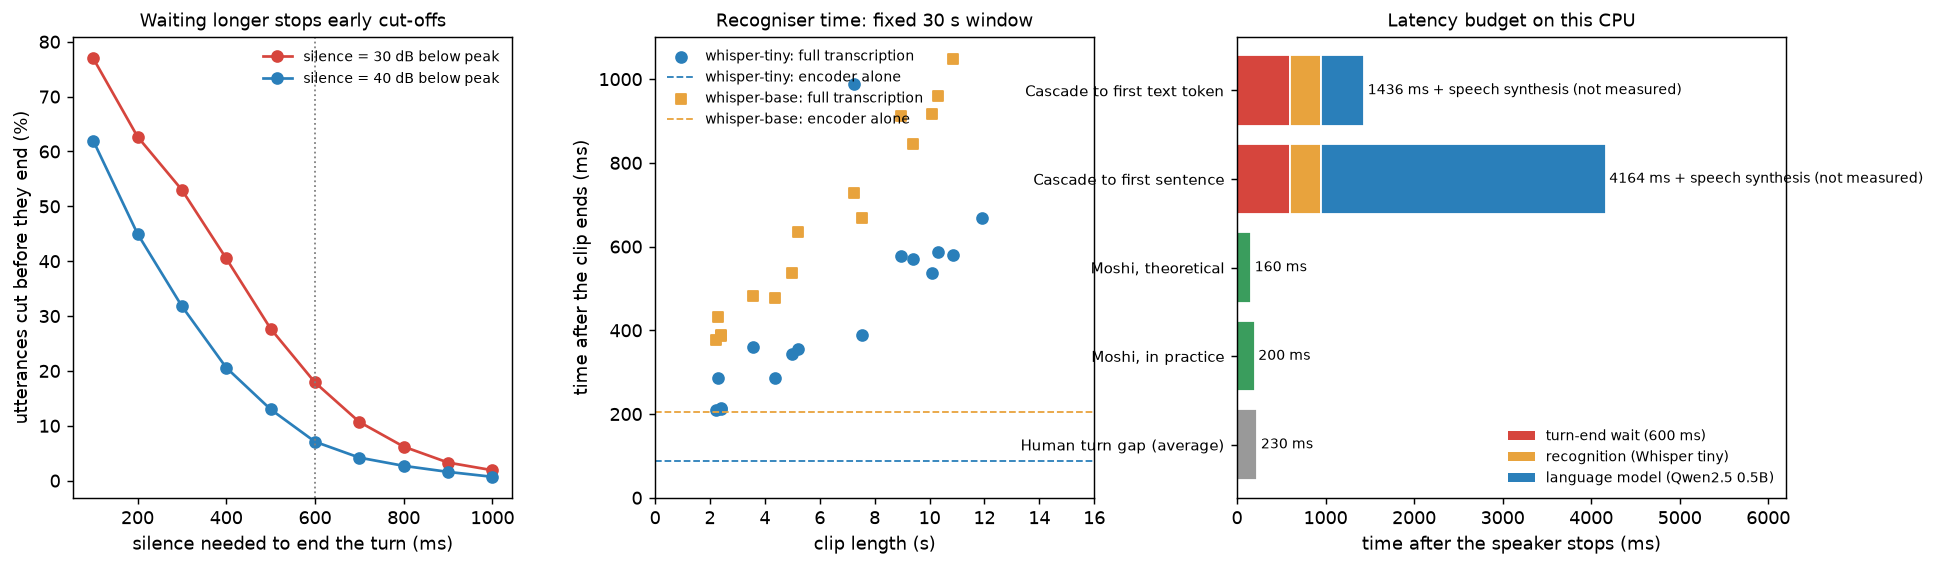 Waiting longer stops early cut-offs
utterances cut before they end (%)
80
70
60
50
40
30
20
10
0
silence = 30 dB below peak
silence = 40 dB below peak
200
400
600
800
1000
silence needed to end the turn (ms)
Recogniser time: fixed 30 s window
time after the clip ends (ms)
1000
800
600
400
200
0
whisper-tiny: full transcription
whisper-tiny: encoder alone
whisper-base: full transcription
whisper-base: encoder alone
0
2
4
6
8
10
12
14
16
clip length (s)
Latency budget on this CPU
Cascade to first text token
1436 ms + speech synthesis (not measured)
Cascade to first sentence
4164 ms + speech synthesis (not measured)
Moshi, theoretical
160 ms
Moshi, in practice
200 ms
Human turn gap (average)
230 ms
turn-end wait (600 ms)
recognition (Whisper tiny)
language model (Qwen2.5 0.5B)
0
1000
2000
3000
4000
5000
6000
time after the speaker stops (ms)